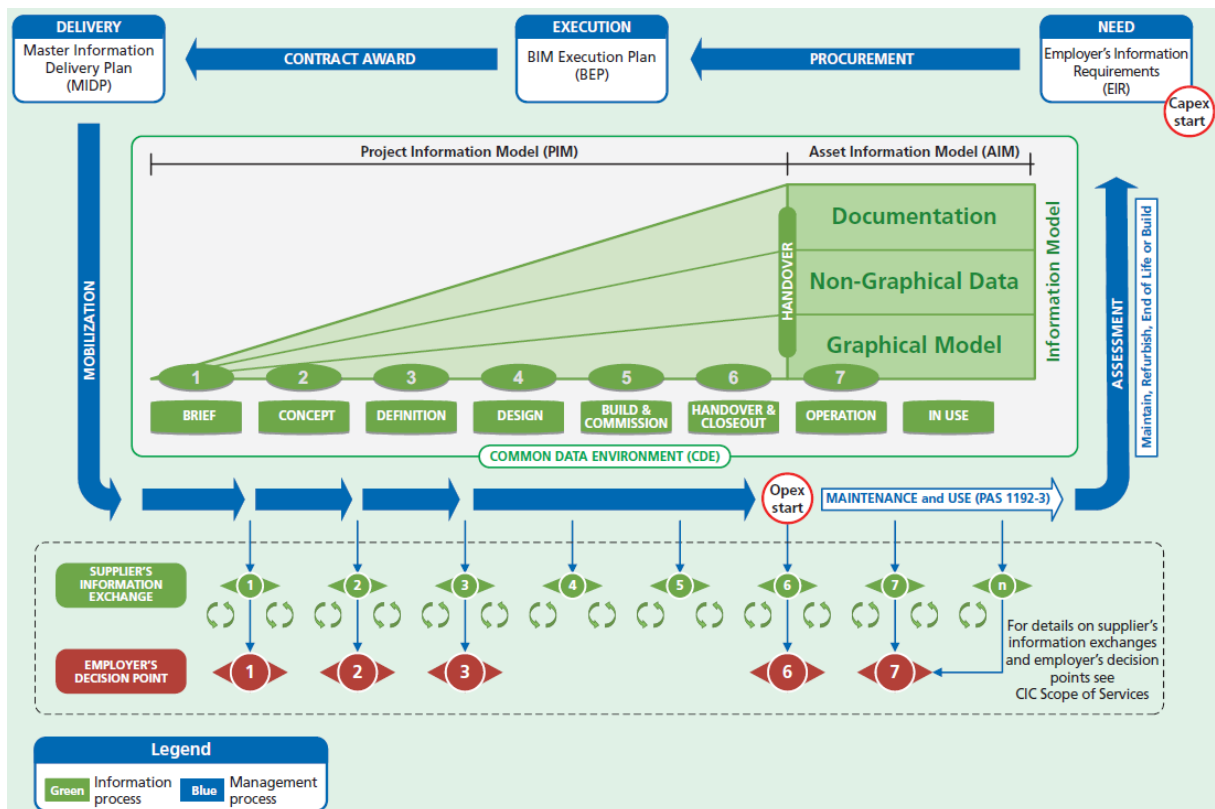 DELIVERY
Master Information
Delivery Plan
(MIDP)
CONTRACT AWARD
EXECUTION
BIM Execution Plan
(BEP)
PROCUREMENT
NEED
Employer's Information
Requirements
(EIR)
Capex
start
Project Information Model (PIM)
Asset Information Model (AIM)
MOBILIZATION
HANDOVER
Documentation
Non-Graphical Data
Graphical Model
Information Model
ASSESSMENT
Maintain, Refurbish, End of Life or Build
1
2
3
4
5
6
7
BRIEF
CONCEPT
DEFINITION
DESIGN
BUILD &
COMMISSION
HANDOVER &
CLOSEOUT
OPERATION
IN USE
COMMON DATA ENVIRONMENT (CDE)
Opex
start
MAINTENANCE and USE (PAS 1192-3)
SUPPLIER'S
INFORMATION
EXCHANGE
1
2
3
4
5
6
7
n
EMPLOYER'S
DECISION POINT
1
2
3
6
7
For details on supplier's
information exchanges
and employer's decision
points see
CIC Scope of Services
Legend
Green
Information
process
Blue
Management
process